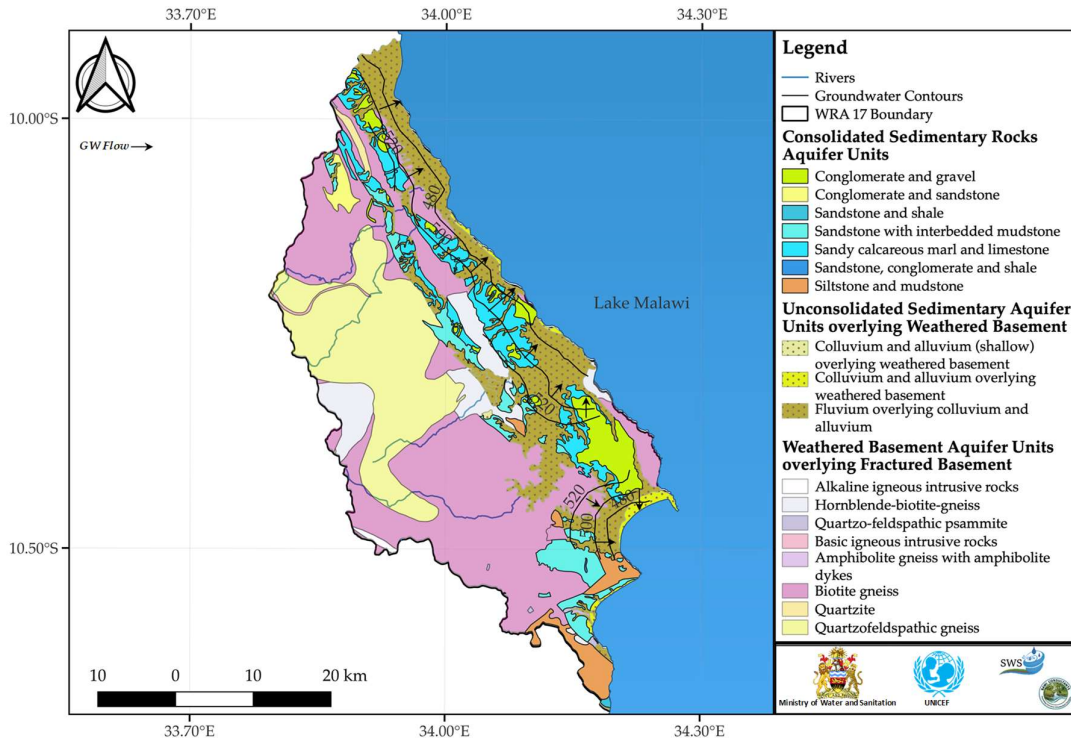 33.70°E 34.00°E 34.30°E
10.00°S
10.50°S
GW Flow
480
500
Lake Malawi
520
520
500
10 0 10 20 km
33.70°E 34.00°E 34.30°E
Legend
Rivers
Groundwater Contours
WRA 17 Boundary
Consolidated Sedimentary Rocks
Aquifer Units
Conglomerate and gravel
Conglomerate and sandstone
Sandstone and shale
Sandstone with interbedded mudstone
Sandy calcareous marl and limestone
Sandstone, conglomerate and shale
Siltstone and mudstone
Unconsolidated Sedimentary Aquifer
Units overlying Weathered Basement
Colluvium and alluvium (shallow)
overlying weathered basement
Colluvium and alluvium overlying
weathered basement
Fluvium overlying colluvium and
alluvium
Weathered Basement Aquifer Units
overlying Fractured Basement
Alkaline igneous intrusive rocks
Hornblende-biotite-gneiss
Quartzo-feldspathic psammite
Basic igneous intrusive rocks
Amphibolite gneiss with amphibolite
dykes
Biotite gneiss
Quartzite
Quartzofeldspathic gneiss
Ministry of Water and Sanitation
UNICEF
SWS